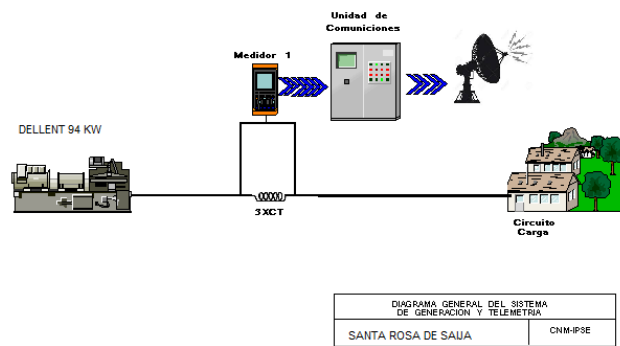 Unidad de
Comuniciones
Medidor 1
DELLENT 94 KW
3XCT
Circuito
Carga
DIAGRAMA GENERAL DEL SISTEMA
DE GENERACION Y TELEMETRIA
SANTA ROSA DE SAIJA
CNM-IPSE